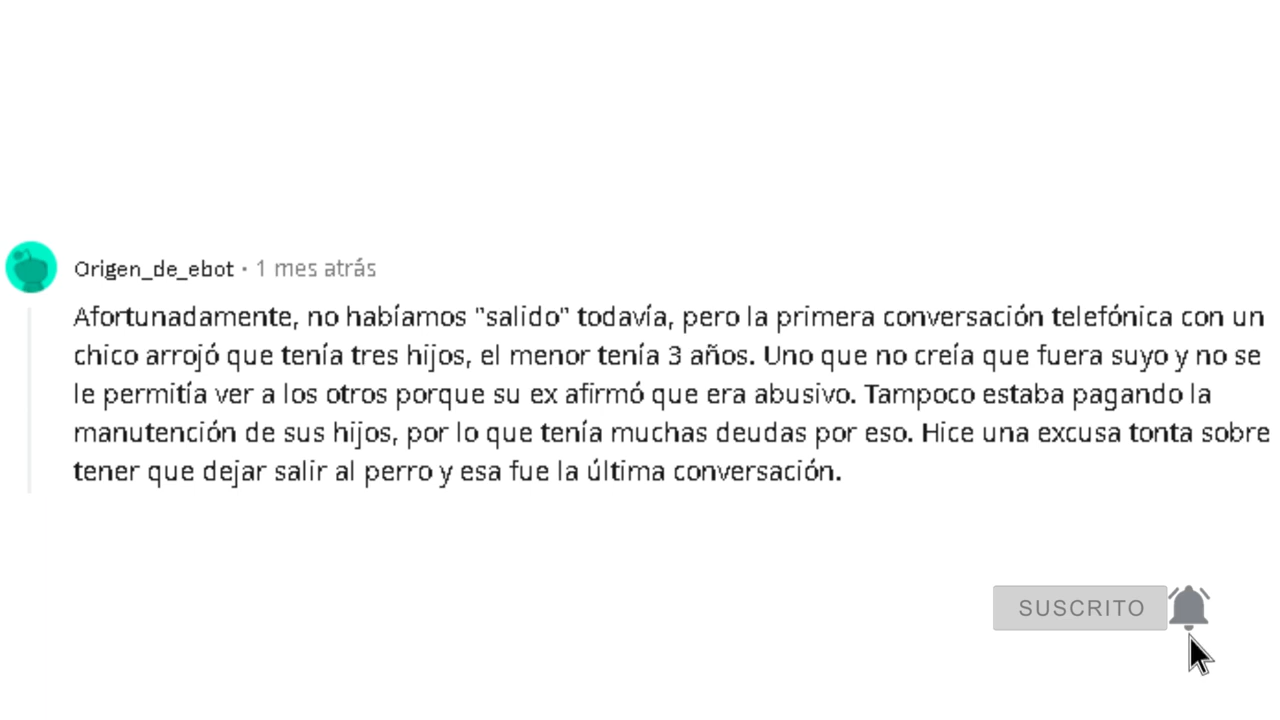 Origen_de_ebot · 1 mes atrás
Afortunadamente, no habíamos "salido" todavía, pero la primera conversación telefónica con un
chico arrojó que tenía tres hijos, el menor tenía 3 años. Uno que no creía que fuera suyo y no se
le permitía ver a los otros porque su ex afirmó que era abusivo. Tampoco estaba pagando la
manutención de sus hijos, por lo que tenía muchas deudas por eso. Hice una excusa tonta sobre
tener que dejar salir al perro y esa fue la última conversación.
SUSCRITO